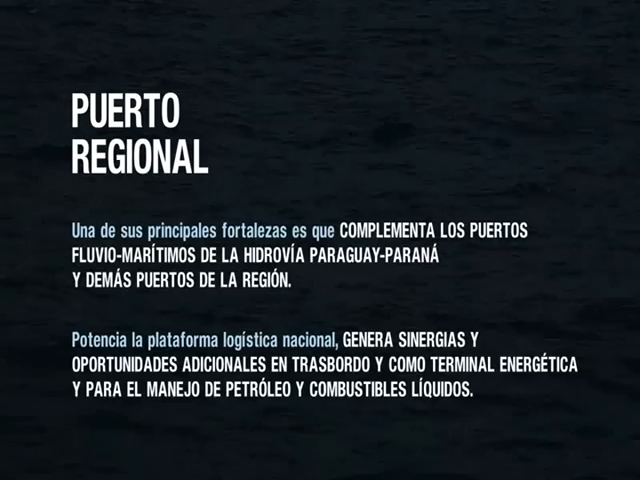 PUERTO
REGIONAL
Una de sus principales fortalezas es que COMPLEMENTA LOS PUERTOS
FLUVIO-MARÍTIMOS DE LA HIDROVÍA PARAGUAY-PARANÁ
Y DEMÁS PUERTOS DE LA REGIÓN.
Potencia la plataforma logística nacional, GENERA SINERGIAS Y
OPORTUNIDADES ADICIONALES EN TRASBORDO Y COMO TERMINAL ENERGÉTICA
Y PARA EL MANEJO DE PETRÓLEO Y COMBUSTIBLES LÍQUIDOS.